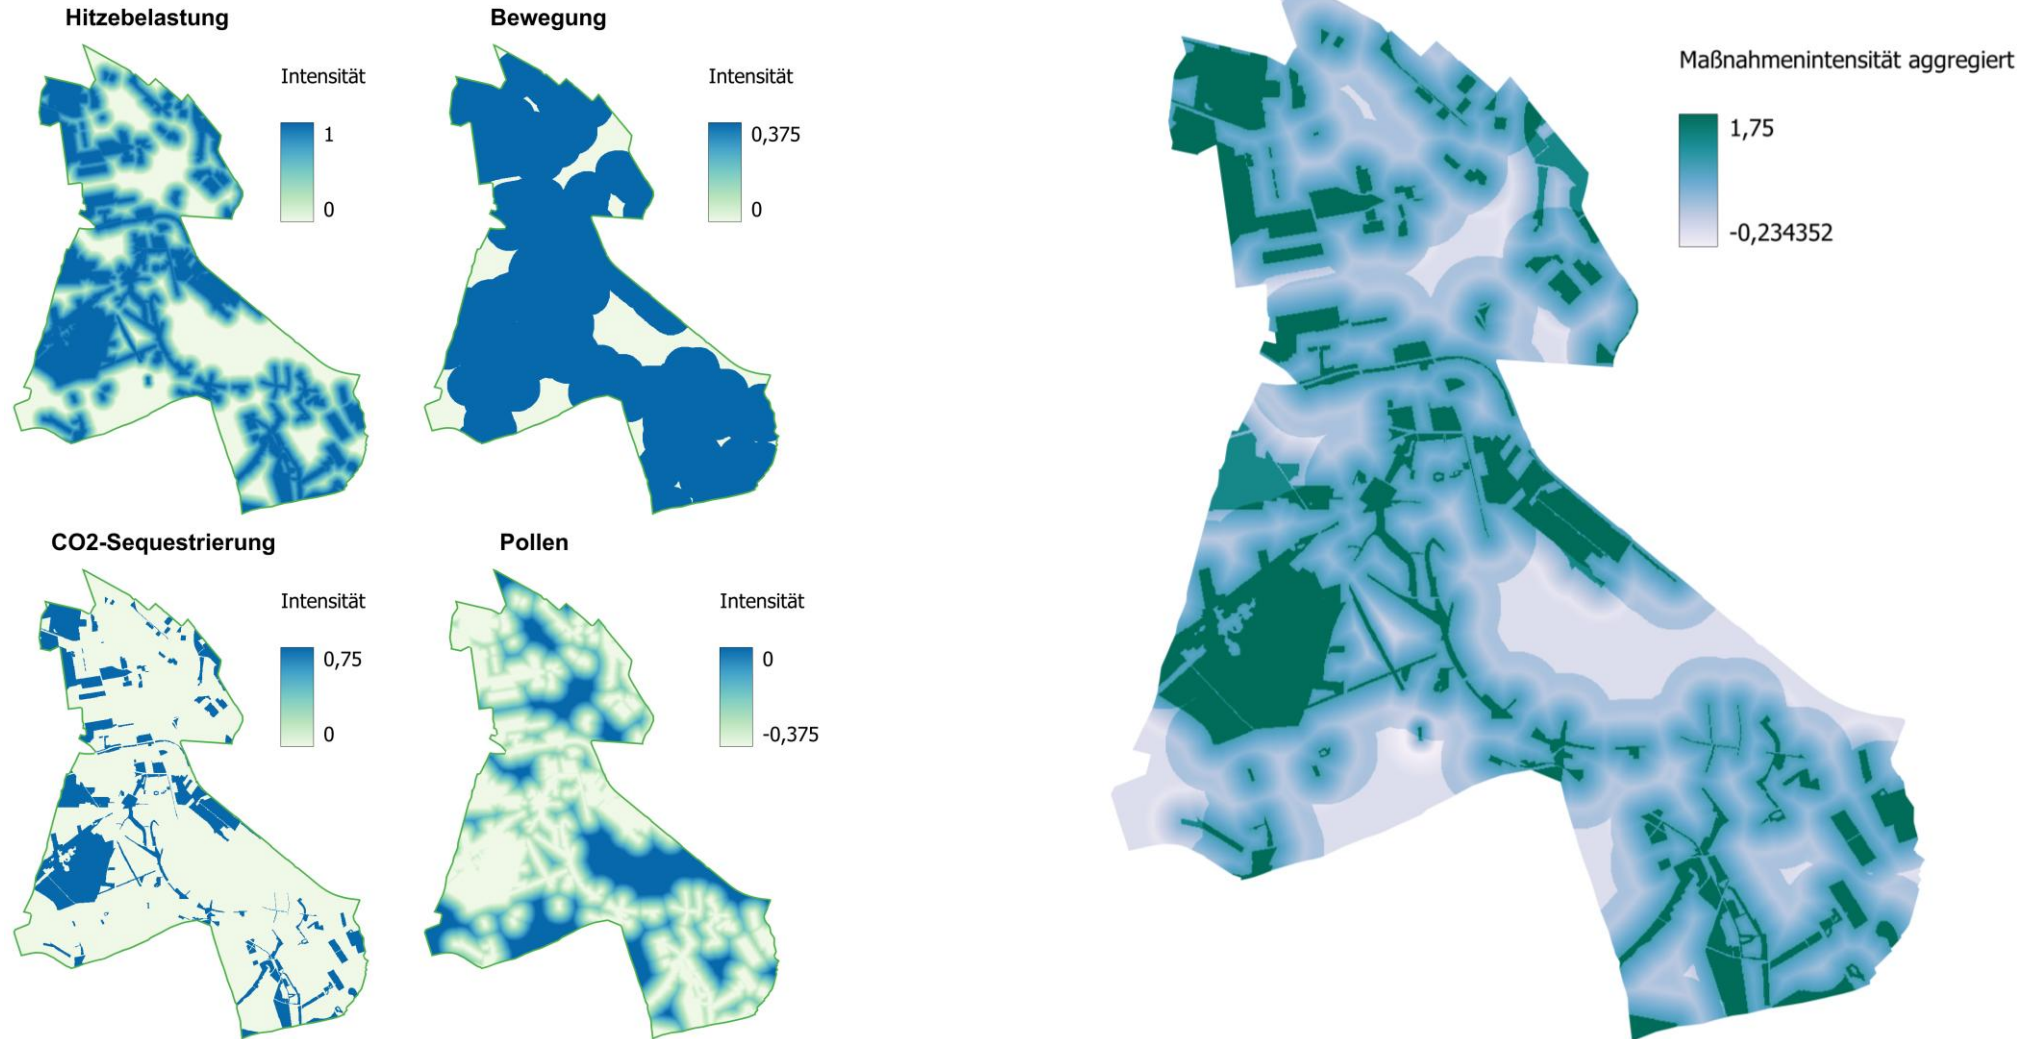 Hitzebelastung
Intensität
1
0
Bewegung
Intensität
0,375
0
CO2-Sequestrierung
Intensität
0,75
0
Pollen
Intensität
0
-0,375
Maßnahmenintensität aggregiert
1,75
-0,234352